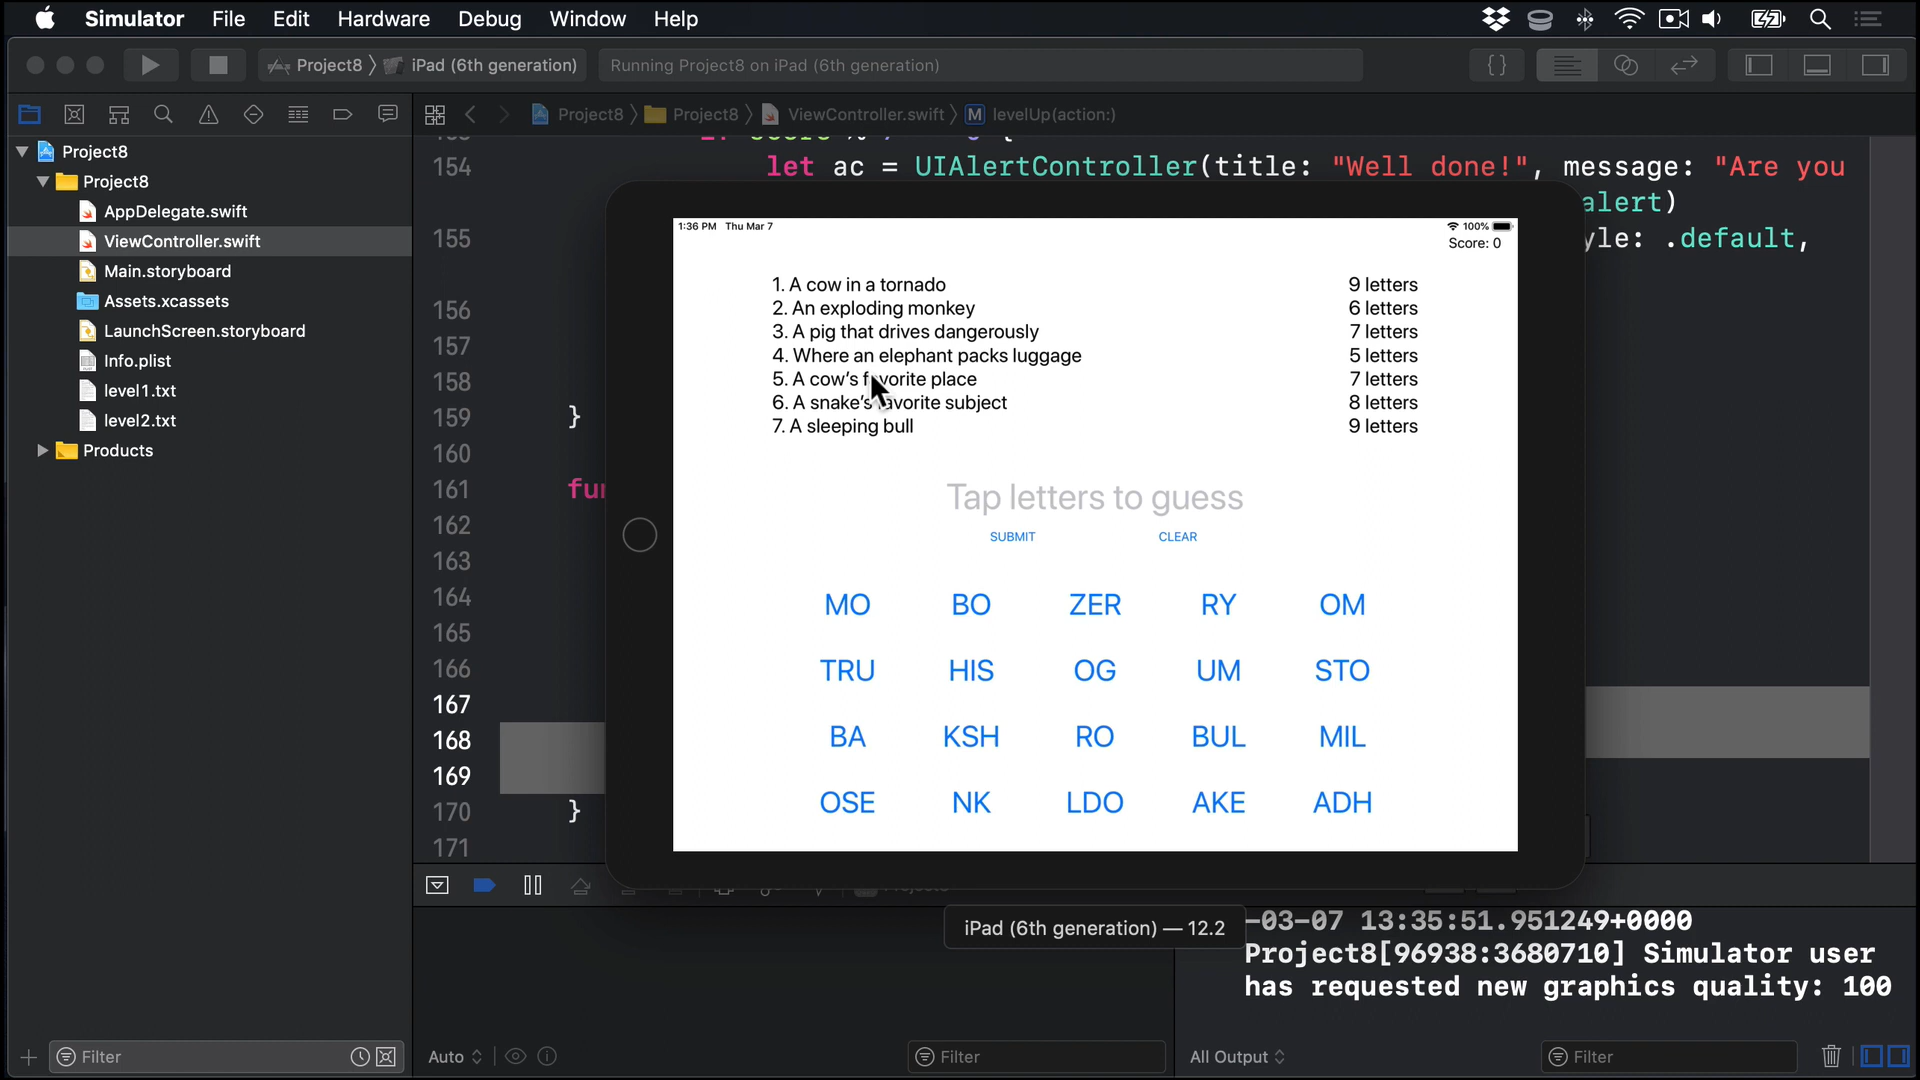 Simulator File Edit Hardware Debug Window Help
Project8 iPad (6th generation) Running Project8 on iPad (6th generation)
Project8 Project8 ViewController.swift M levelUp(action:)
Project8
Project8
AppDelegate.swift
ViewController.swift
Main.storyboard
Assets.xcassets
LaunchScreen.storyboard
Info.plist
level1.txt
level2.txt
Products
154 let ac = UIAlertController(title: "Well done!", message: "Are you
alert)
155 yle: .default,
156
157
158
159 }
160
161 fun
162
163
164
165
166
167
168
169
170 }
171
1:36 PM Thu Mar 7 100%
Score: 0
1. A cow in a tornado 9 letters
2. An exploding monkey 6 letters
3. A pig that drives dangerously 7 letters
4. Where an elephant packs luggage 5 letters
5. A cow's favorite place 7 letters
6. A snake's favorite subject 8 letters
7. A sleeping bull 9 letters
Tap letters to guess
SUBMIT CLEAR
MO BO ZER RY OM
TRU HIS OG UM STO
BA KSH RO BUL MIL
OSE NK LDO AKE ADH
iPad (6th generation) — 12.2
-03-07 13:35:51.951249+0000
Project8[96938:3680710] Simulator user
has requested new graphics quality: 100
Filter Auto Filter All Output Filter